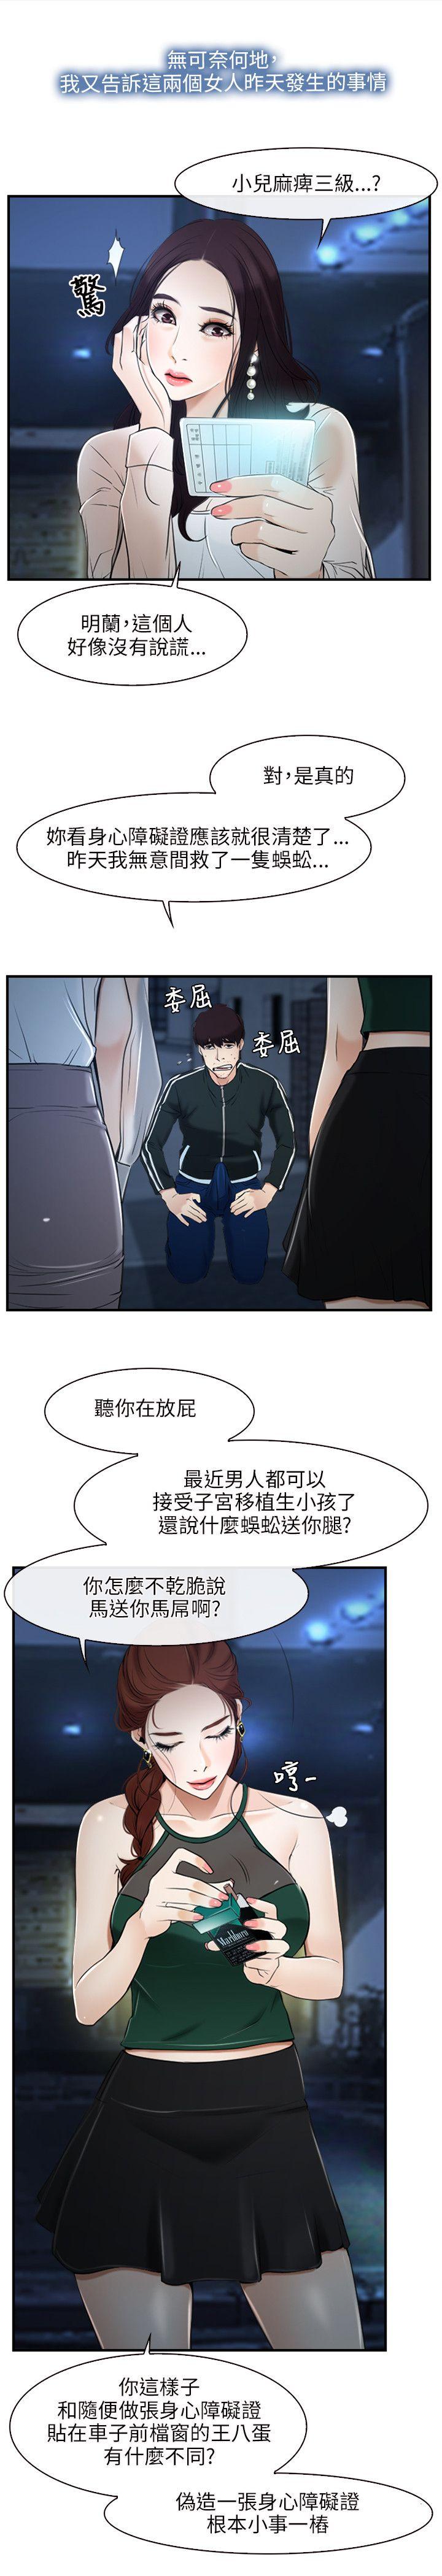 無可奈何地,
我又告訴這兩個女人昨天發生的事情
小兒麻痺三級...?
驚
明蘭,這個人
好像沒有說謊...
對,是真的
妳看身心障礙證應該就很清楚了...
昨天我無意間救了一隻蜈蚣...
委屈
委屈
聽你在放屁
最近男人都可以
接受子宮移植生小孩了
還說什麼蜈蚣送你腿?
你怎麼不乾脆說
馬送你馬屌啊?
哼~
Marlboro
你這樣子
和隨便做張身心障礙證
貼在車子前檔窗的王八蛋
有什麼不同?
偽造一張身心障礙證
根本小事一樁